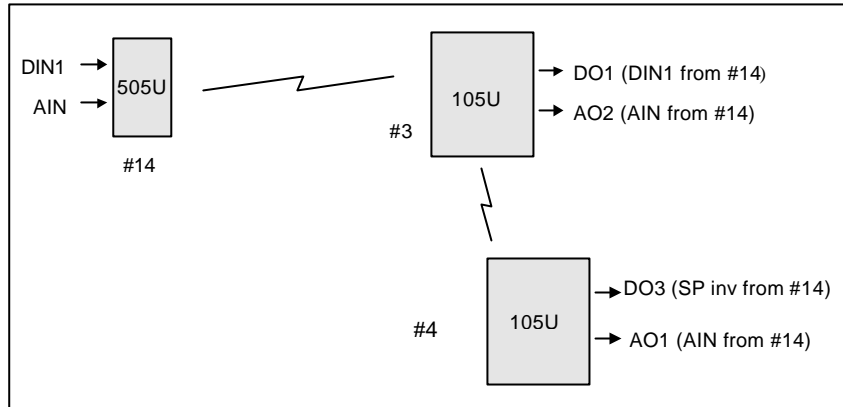 DIN1
505U
AIN
#14
105U
#3
DO1 (DIN1 from #14)
AO2 (AIN from #14)
#4
105U
DO3 (SP inv from #14)
AO1 (AIN from #14)